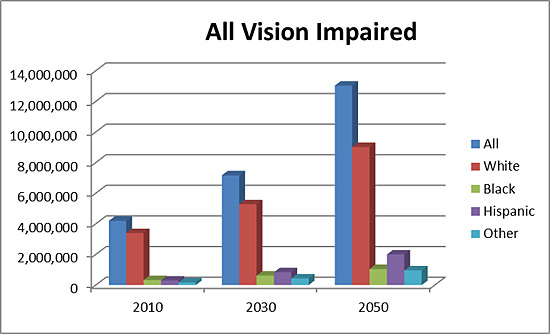 All Vision Impaired
14,000,000
12,000,000
10,000,000
8,000,000
6,000,000
4,000,000
2,000,000
0
2010 2030 2050
All
White
Black
Hispanic
Other